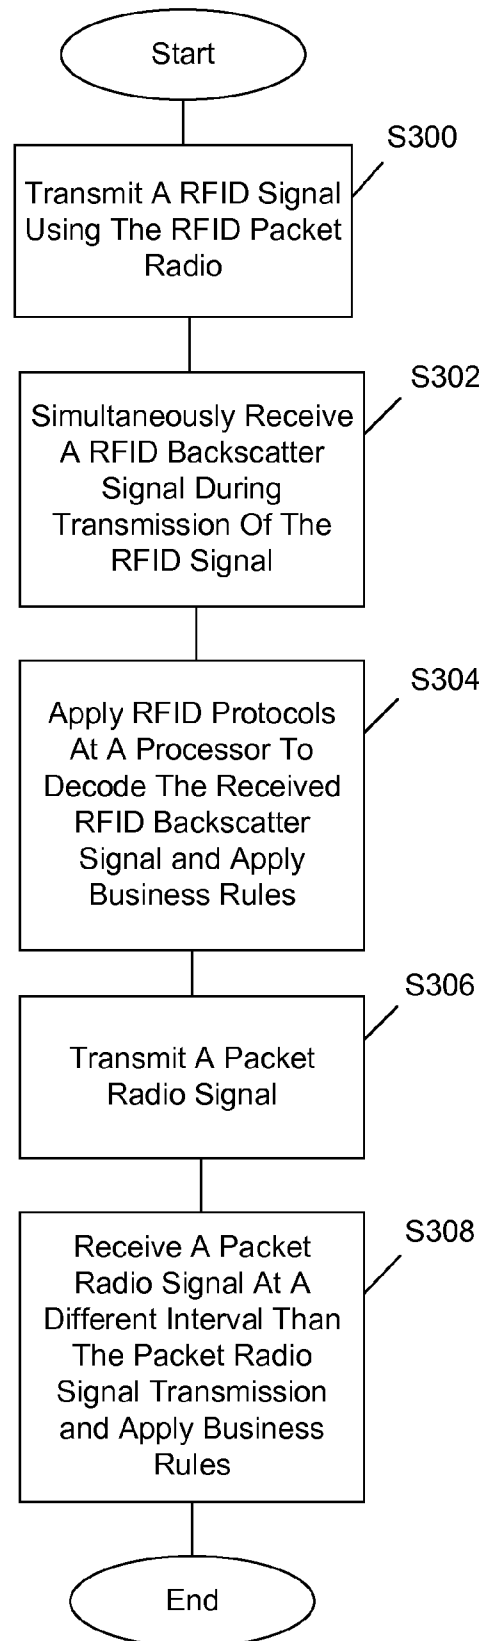 Start
S300
Transmit A RFID Signal
Using The RFID Packet
Radio
S302
Simultaneously Receive
A RFID Backscatter
Signal During
Transmission Of The
RFID Signal
S304
Apply RFID Protocols
At A Processor To
Decode The Received
RFID Backscatter
Signal and Apply
Business Rules
S306
Transmit A Packet
Radio Signal
S308
Receive A Packet
Radio Signal At A
Different Interval Than
The Packet Radio
Signal Transmission
and Apply Business
Rules
End